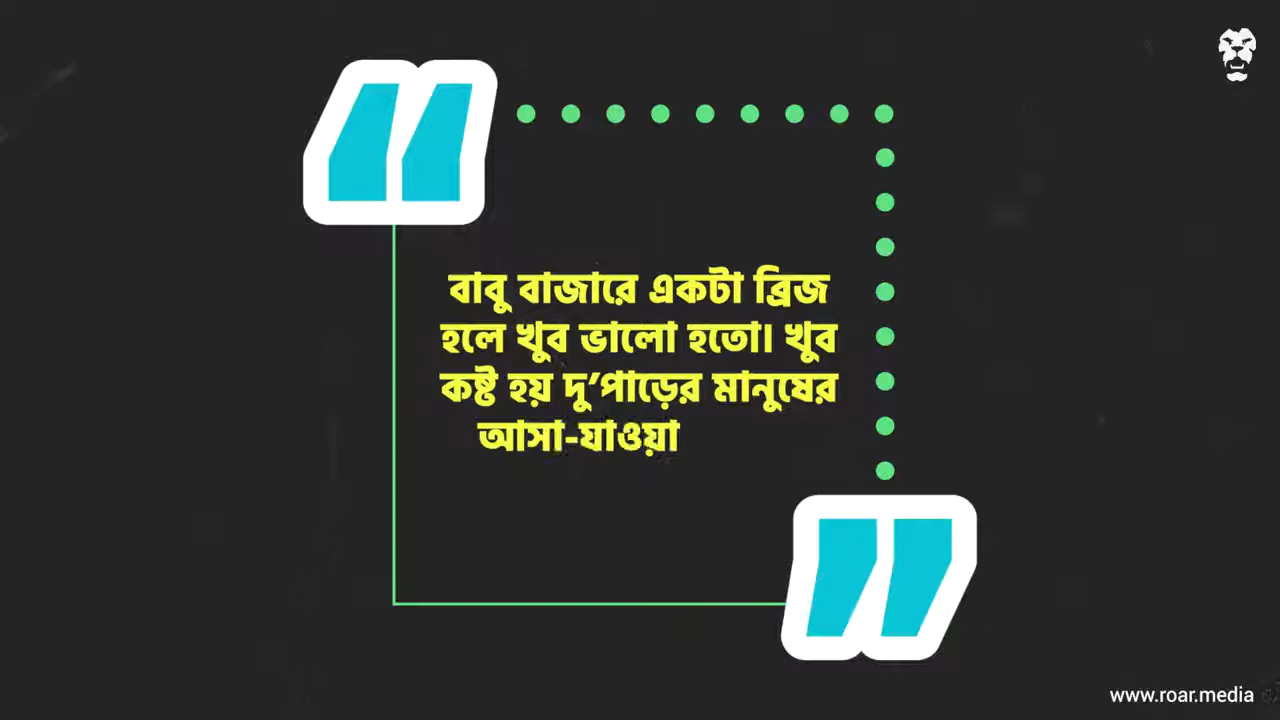 বাবু বাজারে একটা ব্রিজ
হলে খুব ভালো হতো। খুব
কষ্ট হয় দু’পাড়ের মানুষের
আসা-যাওয়া
www.roar.media